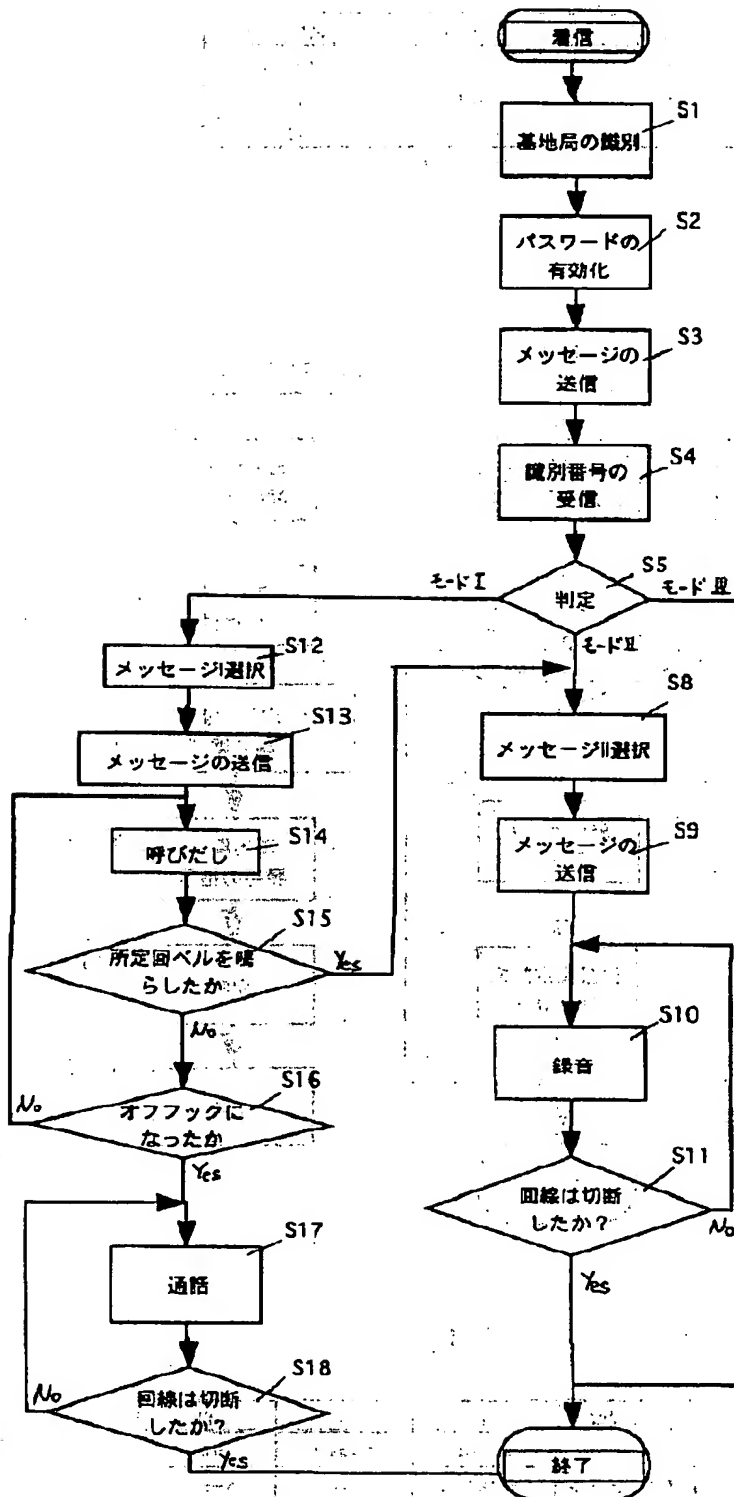 着信
S1
基地局の識別
S2
パスワードの
有効化
S3
メッセージの
送信
S4
識別番号の
受信
S5
判定
モードI
モードIII
モードII
S12
メッセージI選択
S13
メッセージの送信
S14
呼びだし
S15
所定回ベルを鳴
らしたか
Yes
No
S16
オフフックに
なったか
No
Yes
S17
通話
S18
回線は切断
したか?
No
Yes
S8
メッセージII選択
S9
メッセージの
送信
S10
録音
S11
回線は切断
したか?
No
Yes
終了